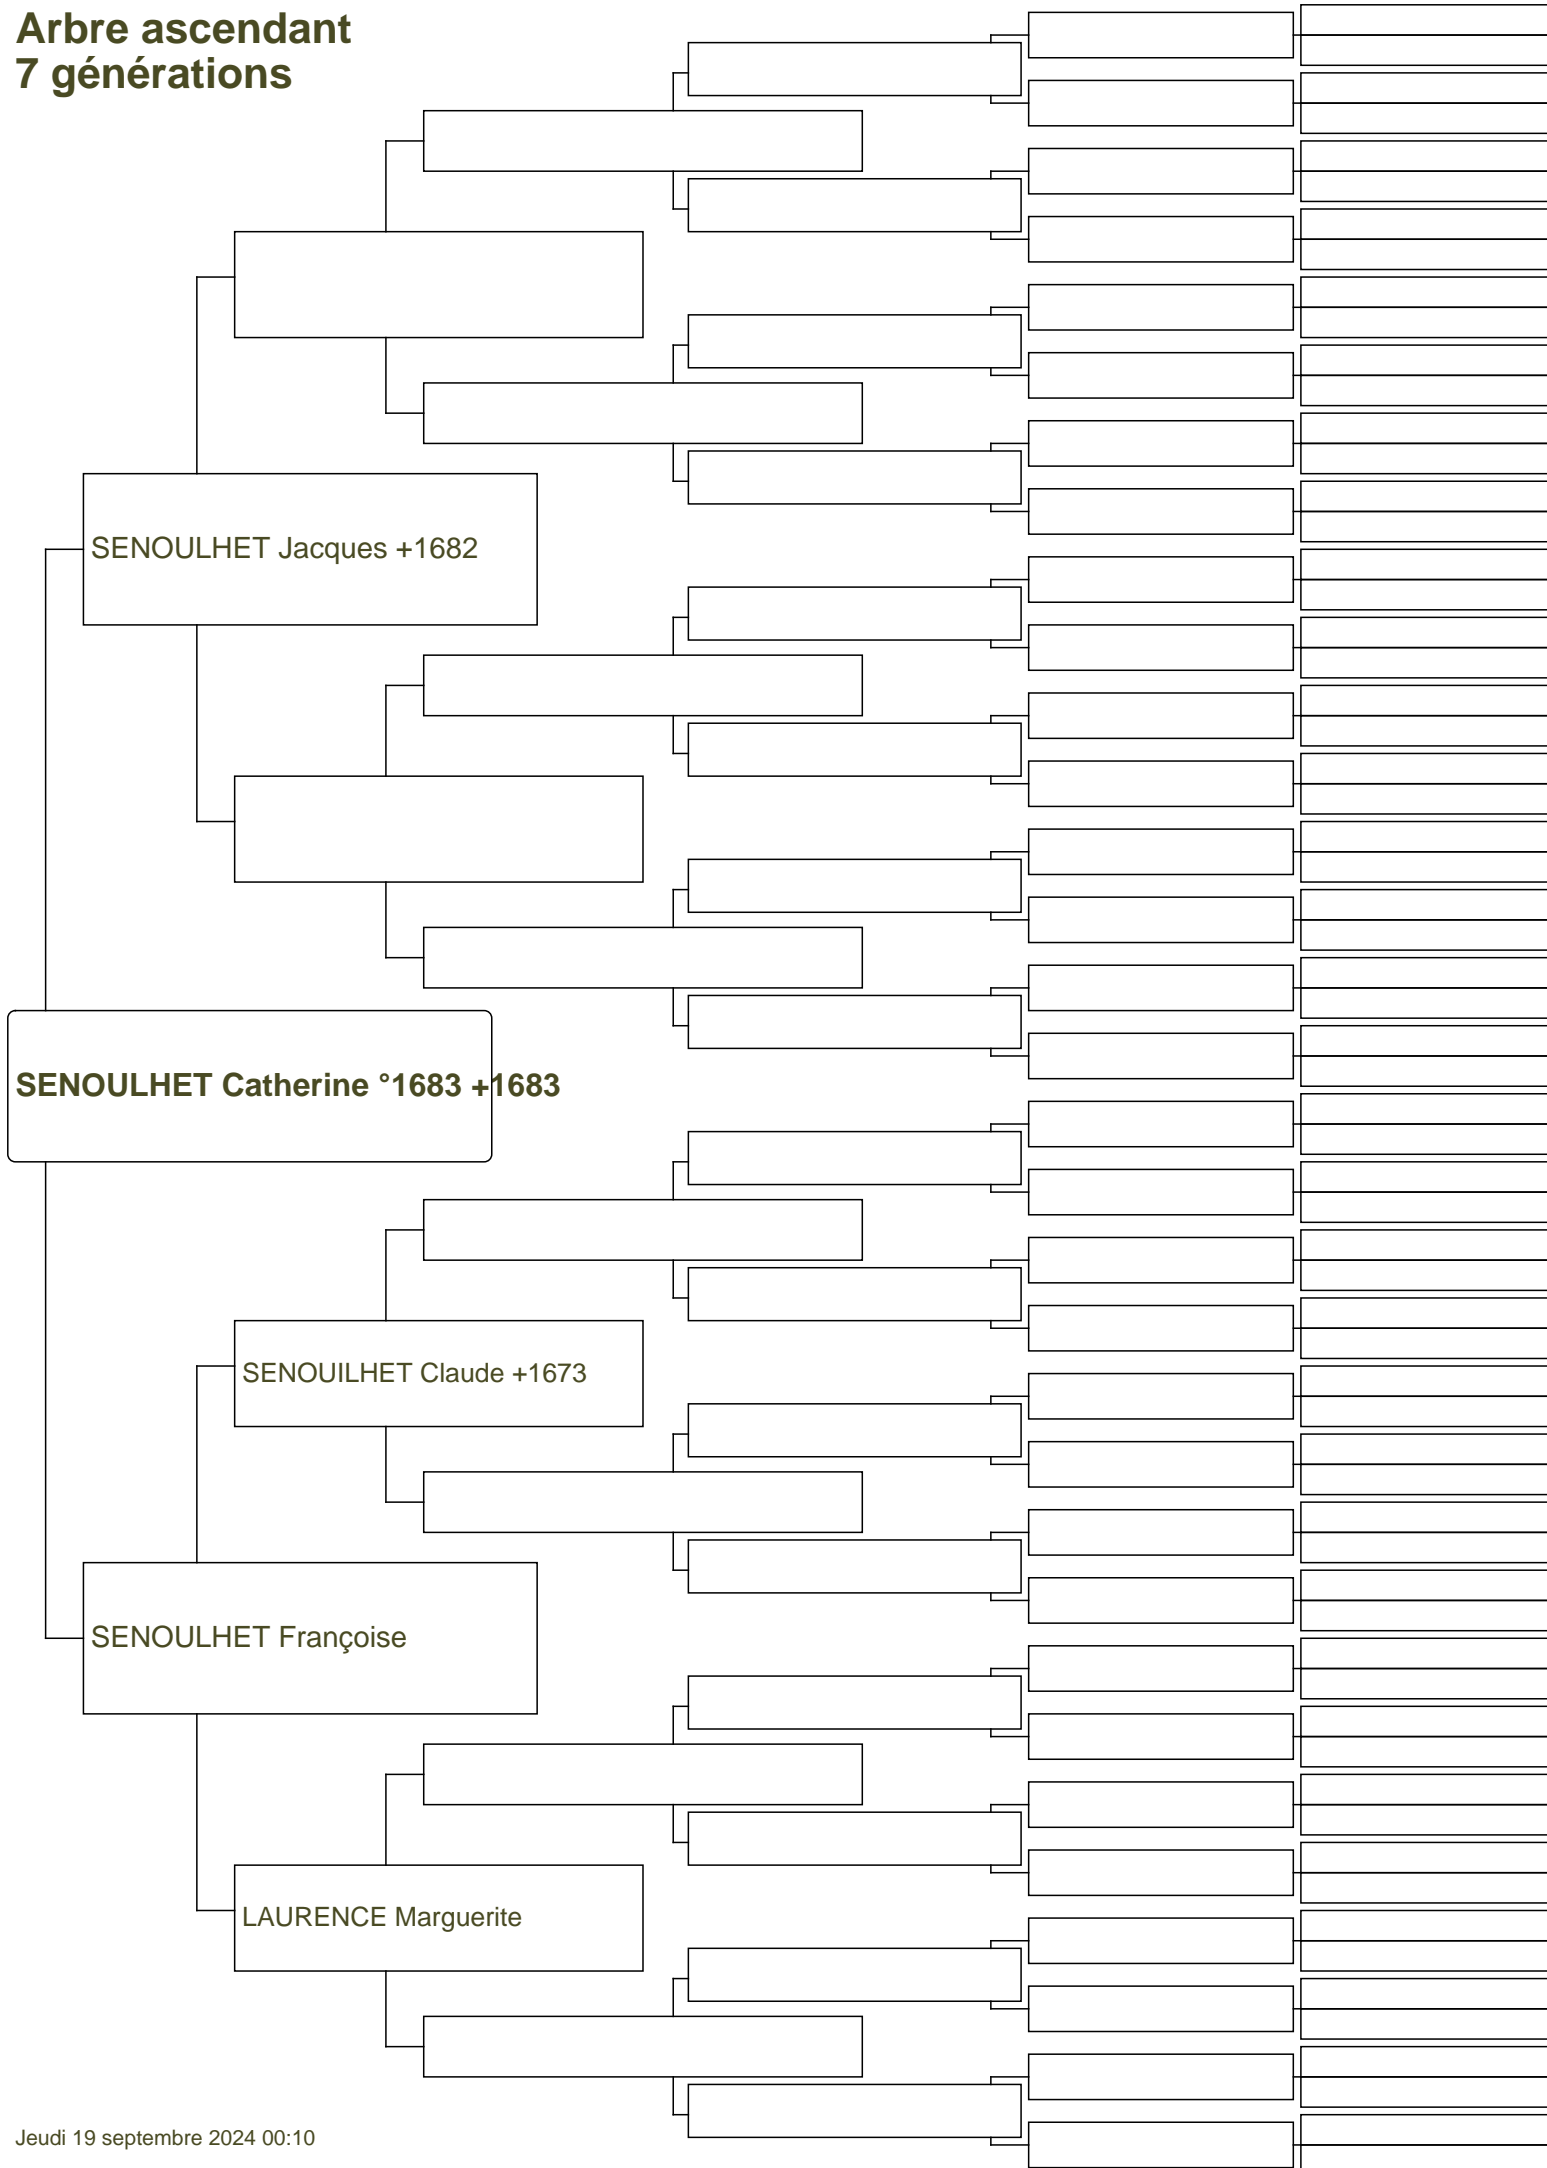 Arbre ascendant
7 générations
SENOULHET Jacques +1682
SENOULHET Catherine °1683 +1683
SENOUILHET Claude +1673
SENOULHET Françoise
LAURENCE Marguerite
Jeudi 19 septembre 2024 00:10